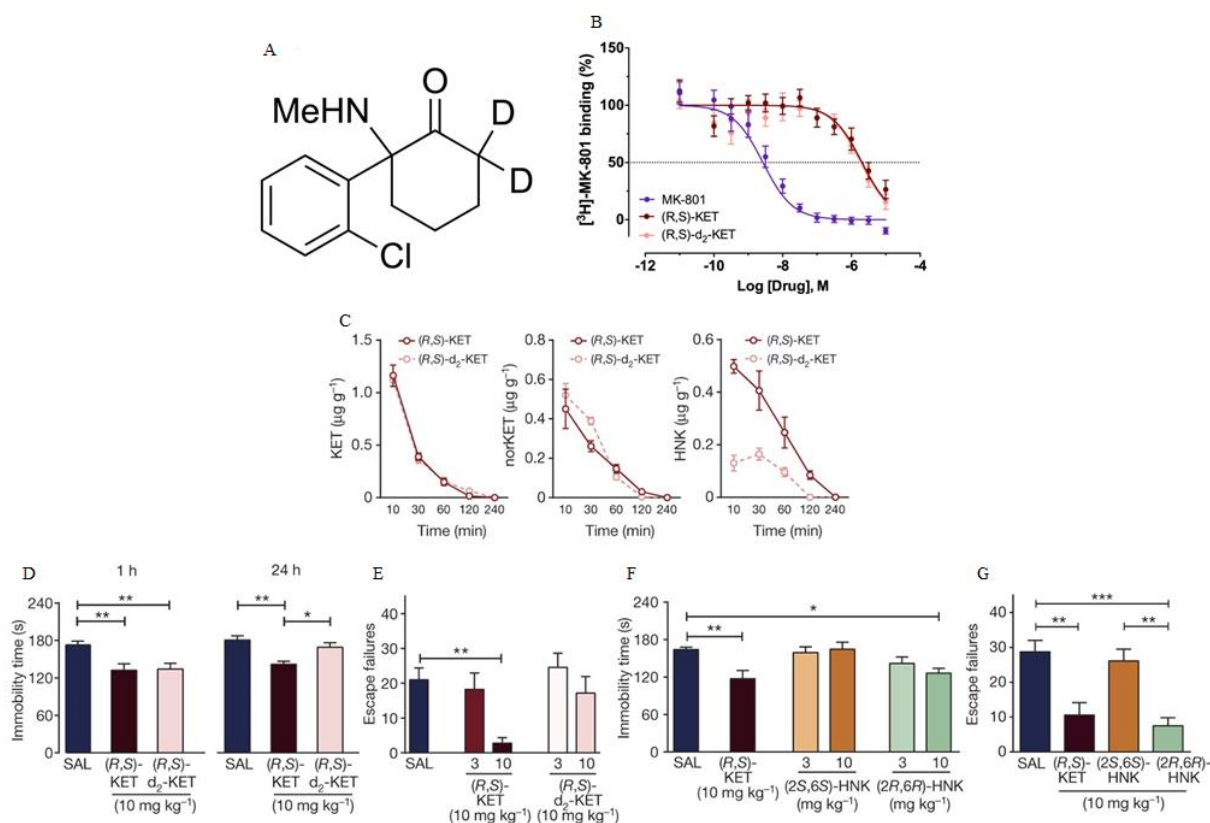 A
MeHN
O
D
D
Cl
B
[³H]-MK-801 binding (%)
150
100
50
0
MK-801
(R,S)-KET
(R,S)-d₂-KET
-12 -10 -8 -6 -4
Log [Drug], M
C
(R,S)-KET
(R,S)-d₂-KET
KET (µg g⁻¹)
1.5
1.0
0.5
0
10 30 60 120 240
Time (min)
(R,S)-KET
(R,S)-d₂-KET
norKET (µg g⁻¹)
0.8
0.6
0.4
0.2
0
10 30 60 120 240
Time (min)
(R,S)-KET
(R,S)-d₂-KET
HNK (µg g⁻¹)
0.6
0.4
0.2
0
10 30 60 120 240
Time (min)
D
1 h
24 h
Immobility time (s)
240
180
120
60
0
**
**
SAL (R,S)-KET (R,S)-d₂-KET
(10 mg kg⁻¹)
**
*
SAL (R,S)-KET (R,S)-d₂-KET
(10 mg kg⁻¹)
E
Escape failures
40
30
20
10
0
**
SAL 3 10 3 10
(R,S)-KET (10 mg kg⁻¹)
(R,S)-d₂-KET (10 mg kg⁻¹)
F
Immobility time (s)
240
180
120
60
0
*
**
SAL (R,S)-KET (10 mg kg⁻¹)
3 10
(2S,6S)-HNK (mg kg⁻¹)
3 10
(2R,6R)-HNK (mg kg⁻¹)
G
Escape failures
40
30
20
10
0
***
**
**
SAL (R,S)-KET (2S,6S)-HNK (2R,6R)-HNK
(10 mg kg⁻¹)